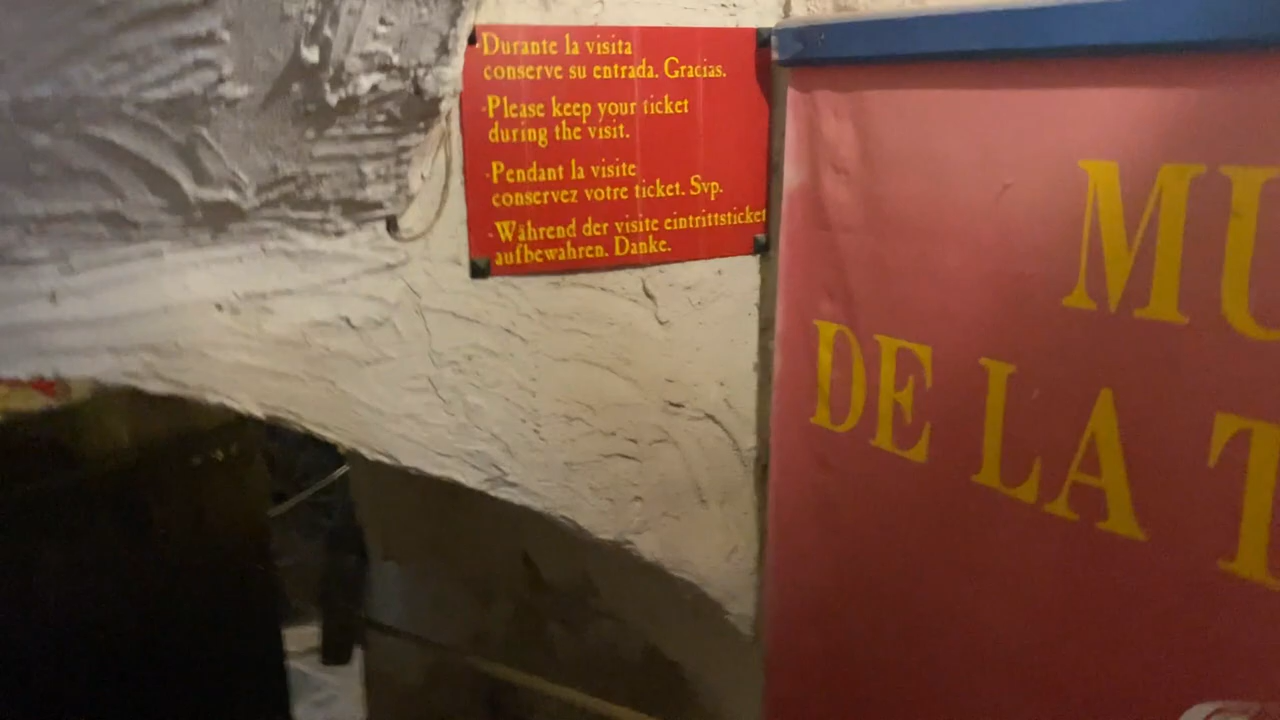 ·Durante la visita
conserve su entrada. Gracias.
·Please keep your ticket
during the visit.
·Pendant la visite
conservez votre ticket. Svp.
·Während der visite eintrittsticket
aufbewahren. Danke.
MU
DE LA T